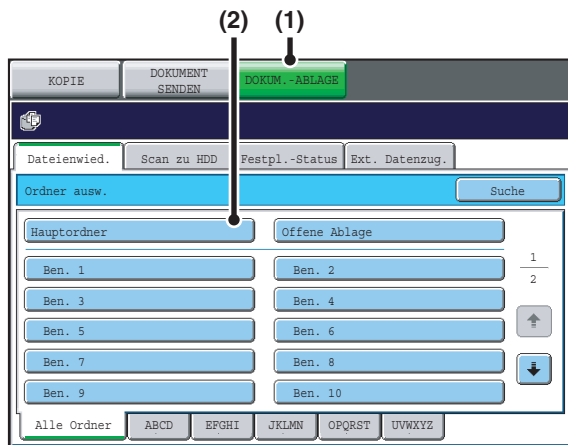 (2) (1)
KOPIE
DOKUMENT
SENDEN
DOKUM.-ABLAGE
Dateienwied. Scan zu HDD Festpl.-Status Ext. Datenzug.
Ordner ausw. Suche
Hauptordner Offene Ablage
Ben. 1 Ben. 2
Ben. 3 Ben. 4
Ben. 5 Ben. 6
Ben. 7 Ben. 8
Ben. 9 Ben. 10
1
2
Alle Ordner ABCD EFGHI JKLMN OPQRST UVWXYZ